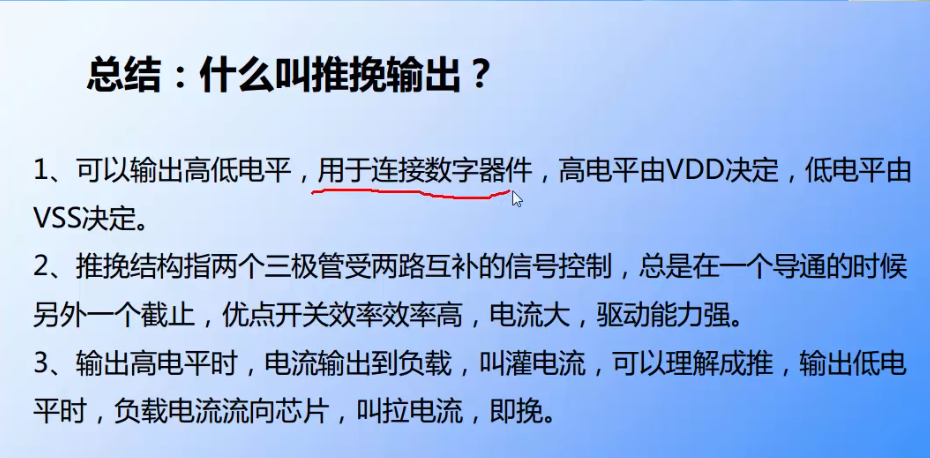 总结：什么叫推挽输出？
1、可以输出高低电平，用于连接数字器件，高电平由VDD决定，低电平由
VSS决定。
2、推挽结构指两个三极管受两路互补的信号控制，总是在一个导通的时候
另外一个截止，优点开关效率效率高，电流大，驱动能力强。
3、输出高电平时，电流输出到负载，叫灌电流，可以理解成推，输出低电
平时，负载电流流向芯片，叫拉电流，即挽。